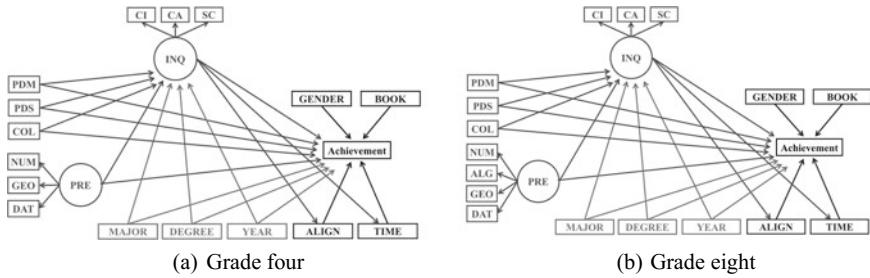 CI CA SC
INQ
PDM
PDS
COL
GENDER BOOK
Achievement
NUM
GEO
DAT
PRE
MAJOR DEGREE YEAR ALIGN TIME
(a) Grade four
CI CA SC
INQ
PDM
PDS
COL
GENDER BOOK
Achievement
NUM
ALG
GEO
DAT
PRE
MAJOR DEGREE YEAR ALIGN TIME
(b) Grade eight